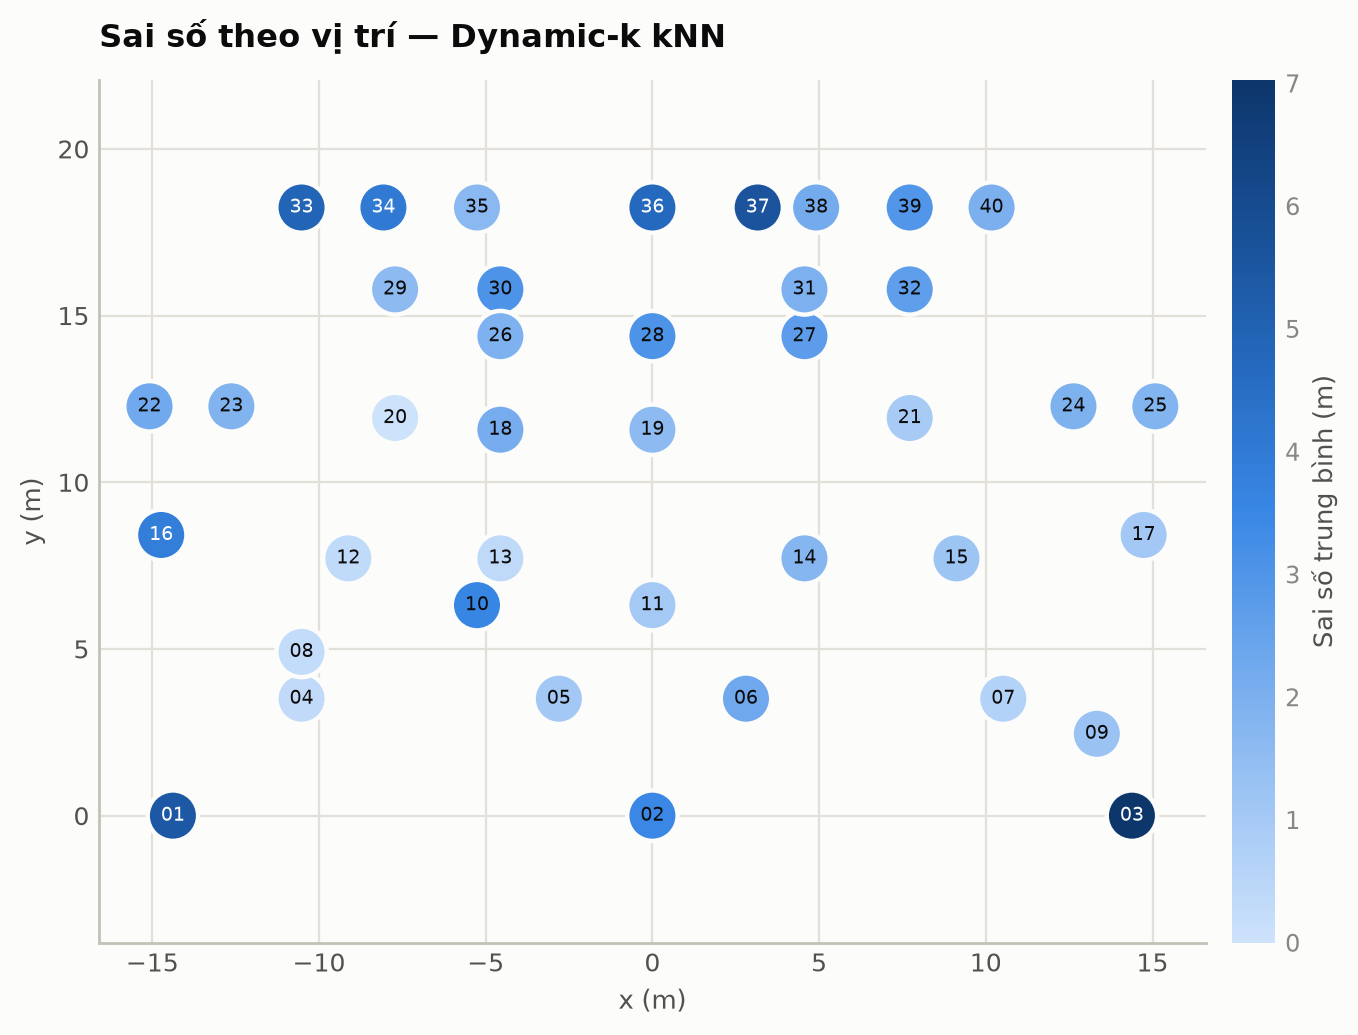 Sai số theo vị trí — Dynamic-k kNN
20
15
10
5
0
y (m)
33 34 35 36 37 38 39 40
29 30 31 32
26 28 27
22 23 20 18 19 21 24 25
16 17
12 13 14 15
10 11
08
04 05 06 07
09
01 02 03
−15 −10 −5 0 5 10 15
x (m)
7
6
5
4
3
2
1
0
Sai số trung bình (m)